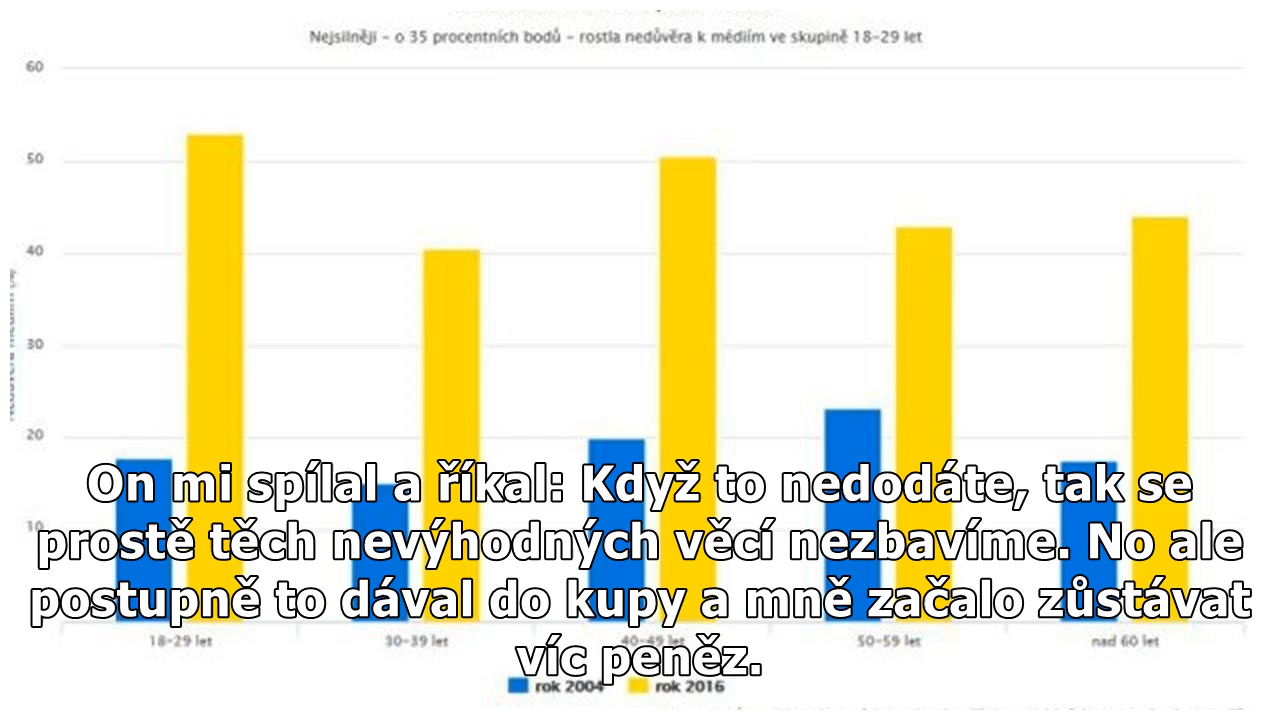 Nejsilněji – o 35 procentních bodů – rostla nedůvěra k médiím ve skupině 18–29 let
60
50
40
30
20
10
On mi spílal a říkal: Když to nedodáte, tak se
prostě těch nevýhodných věcí nezbavíme. No ale
postupně to dával do kupy a mně začalo zůstávat
víc peněz.
18–29 let
30–39 let
40–49 let
50–59 let
nad 60 let
rok 2004
rok 2016